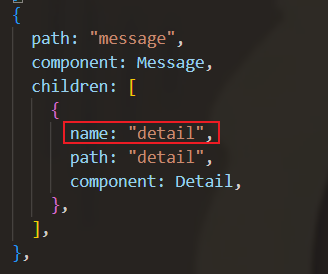 {
path: "message",
component: Message,
children: [
{
name: "detail",
path: "detail",
component: Detail,
},
],
},